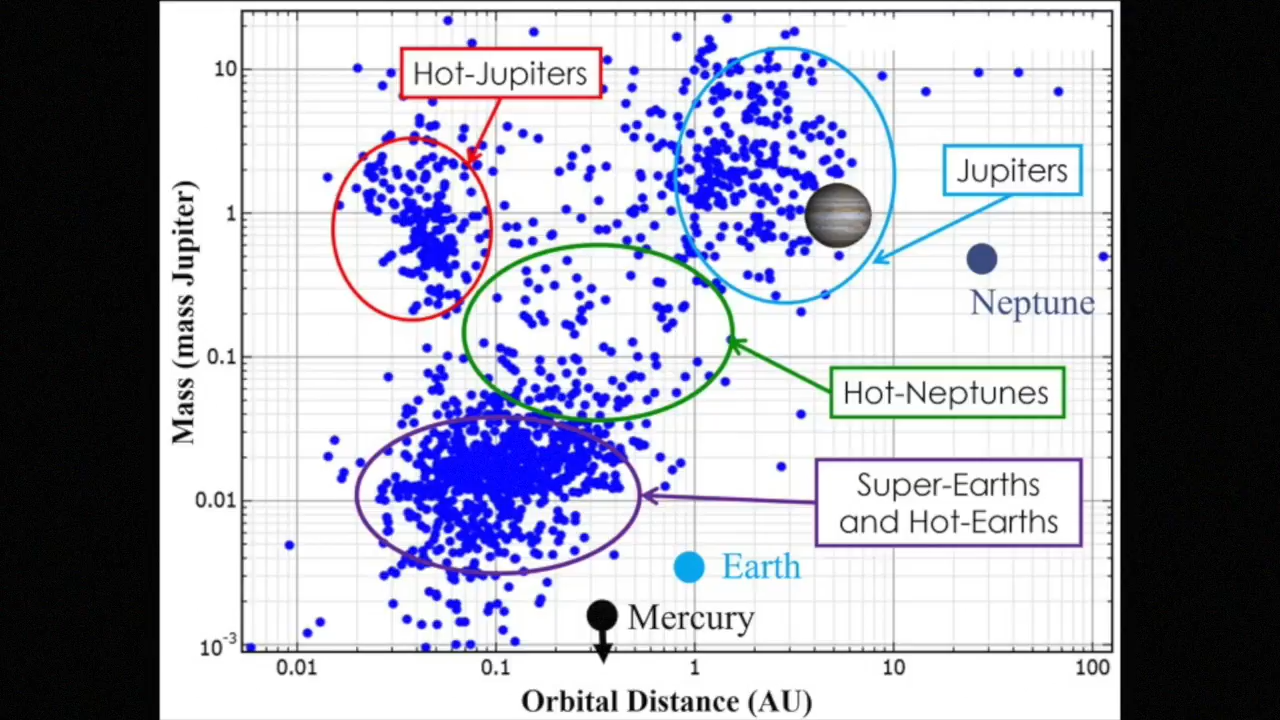 Hot-Jupiters
Jupiters
Neptune
Hot-Neptunes
Super-Earths
and Hot-Earths
Earth
Mercury
Mass (mass Jupiter)
10
1
0.1
0.01
10⁻³
0.01
0.1
1
10
100
Orbital Distance (AU)